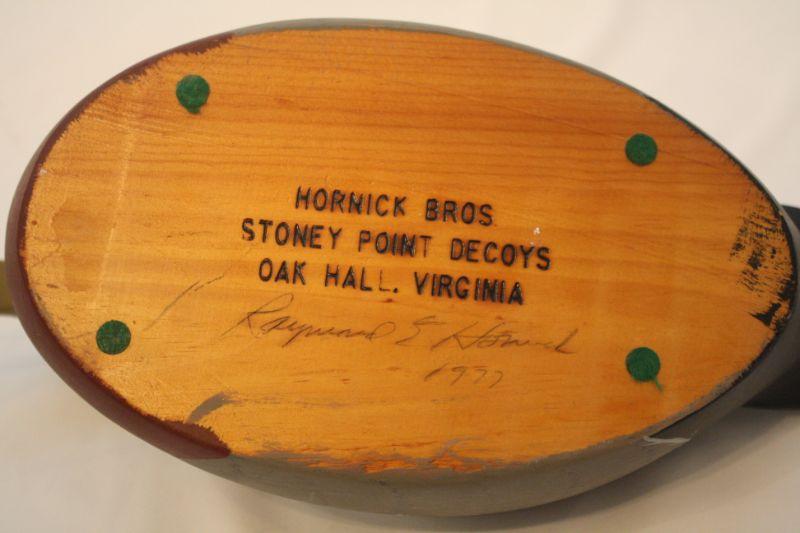 HORNICK BROS
STONEY POINT DECOYS
OAK HALL. VIRGINIA
Raymond E Hornick
1977